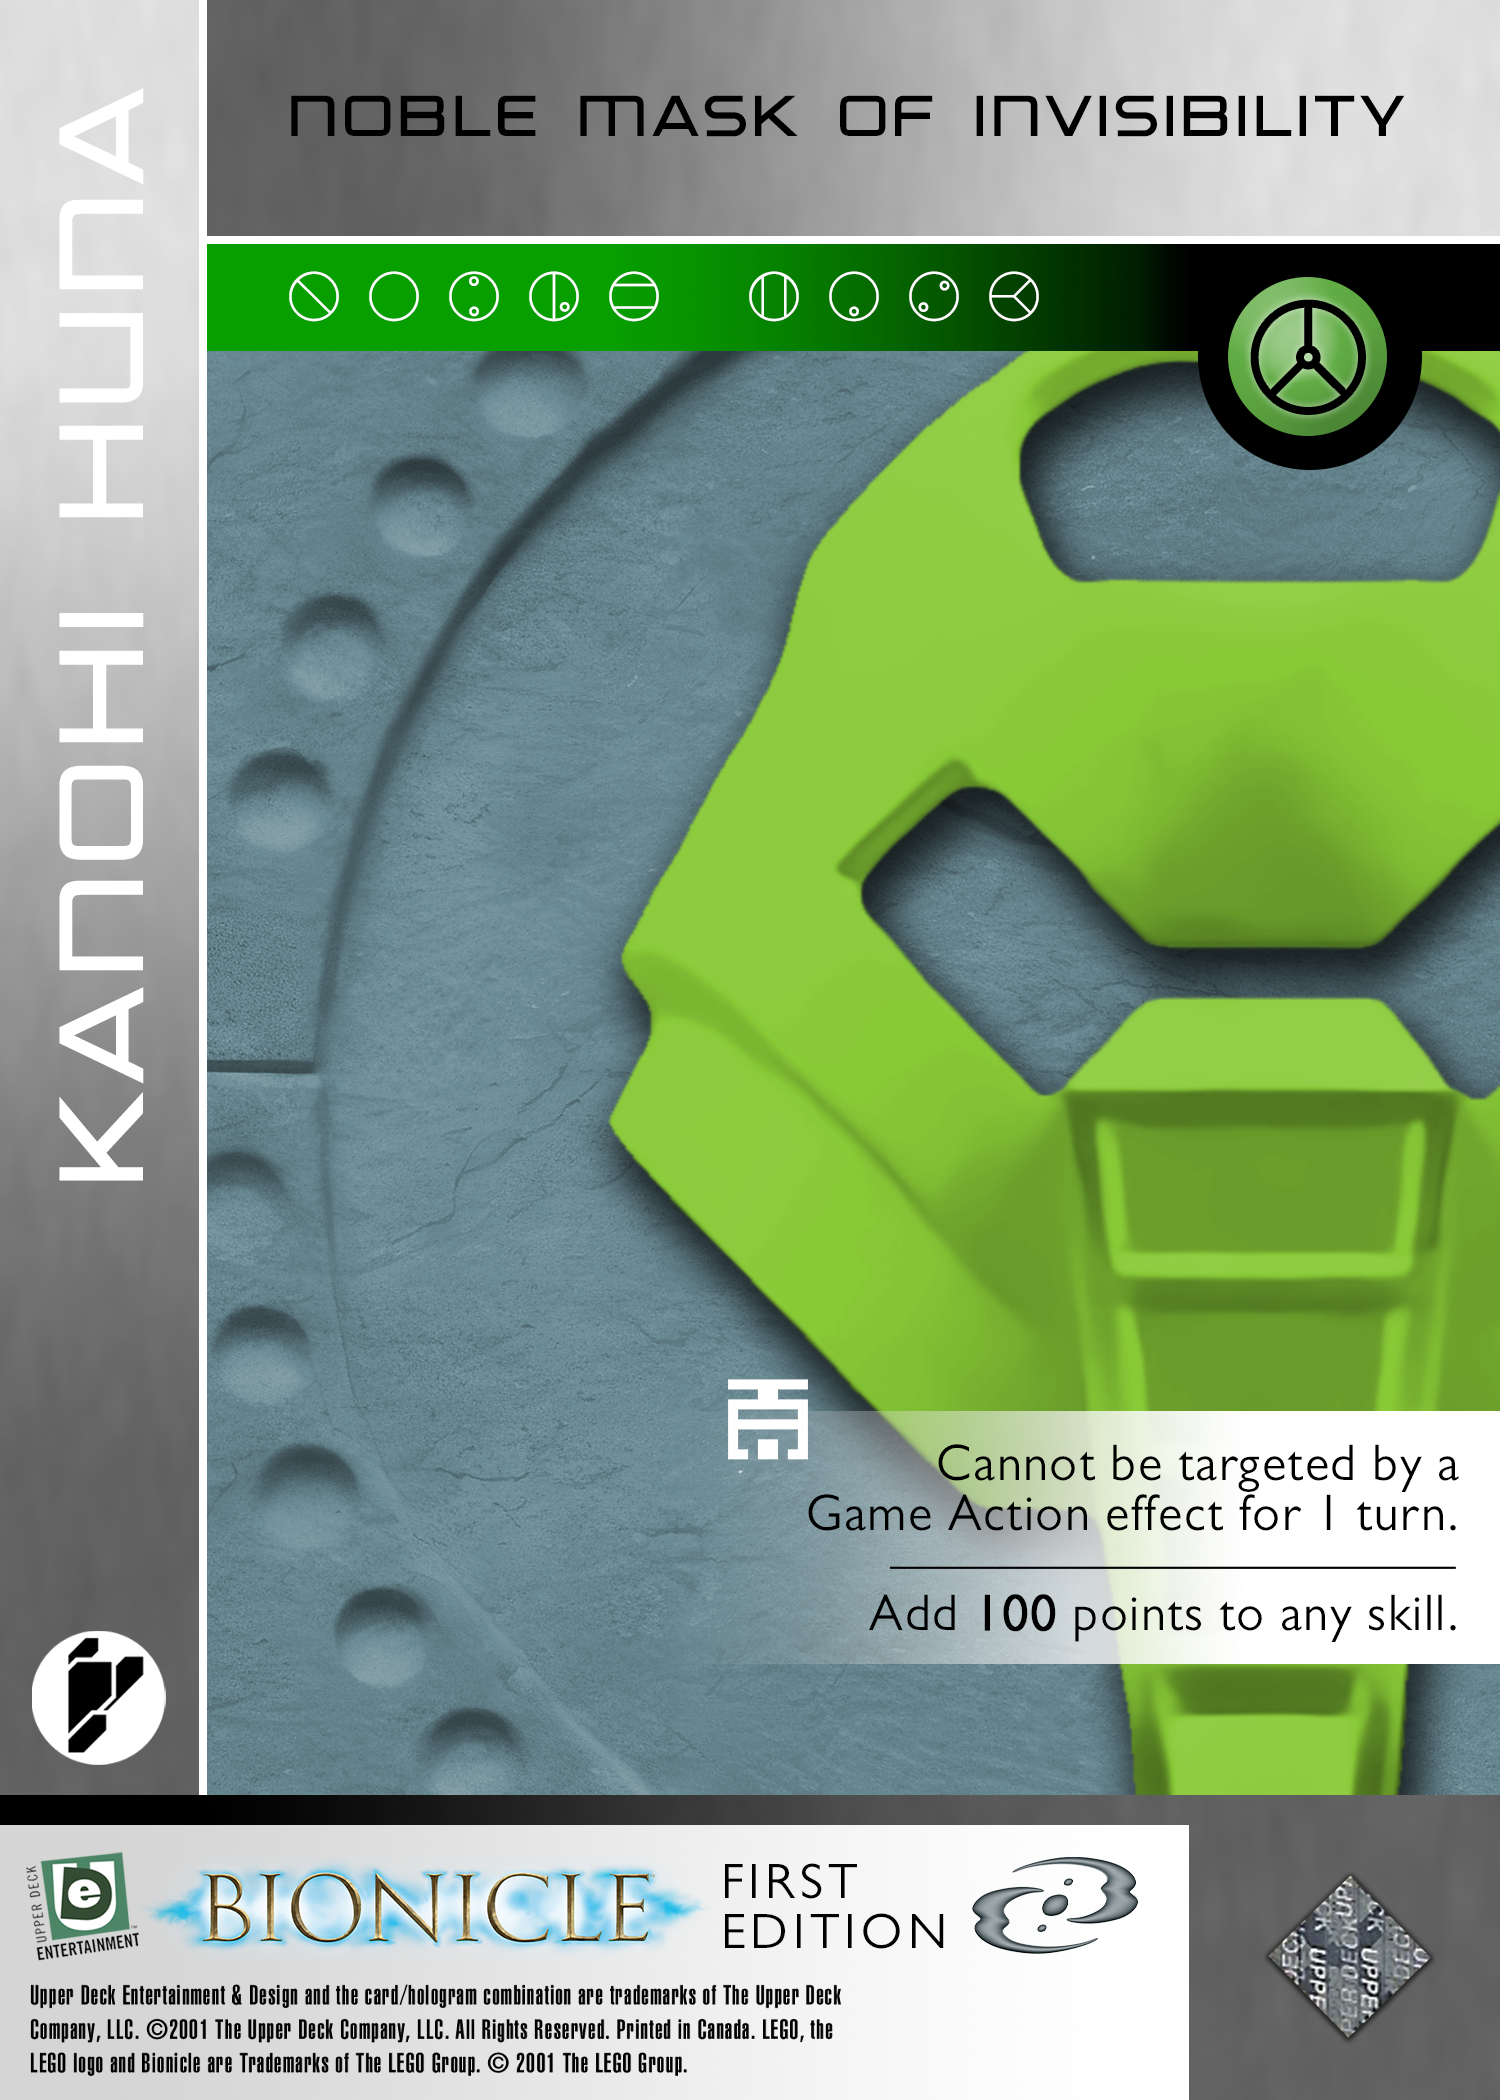 KANOHI HUNA
NOBLE MASK OF INVISIBILITY
Cannot be targeted by a
Game Action effect for 1 turn.
Add 100 points to any skill.
UPPER DECK
e
ENTERTAINMENT
BIONICLE
FIRST
EDITION
Upper Deck Entertainment & Design and the card/hologram combination are trademarks of The Upper Deck
Company, LLC. ©2001 The Upper Deck Company, LLC. All Rights Reserved. Printed in Canada. LEGO, the
LEGO logo and Bionicle are Trademarks of The LEGO Group. © 2001 The LEGO Group.